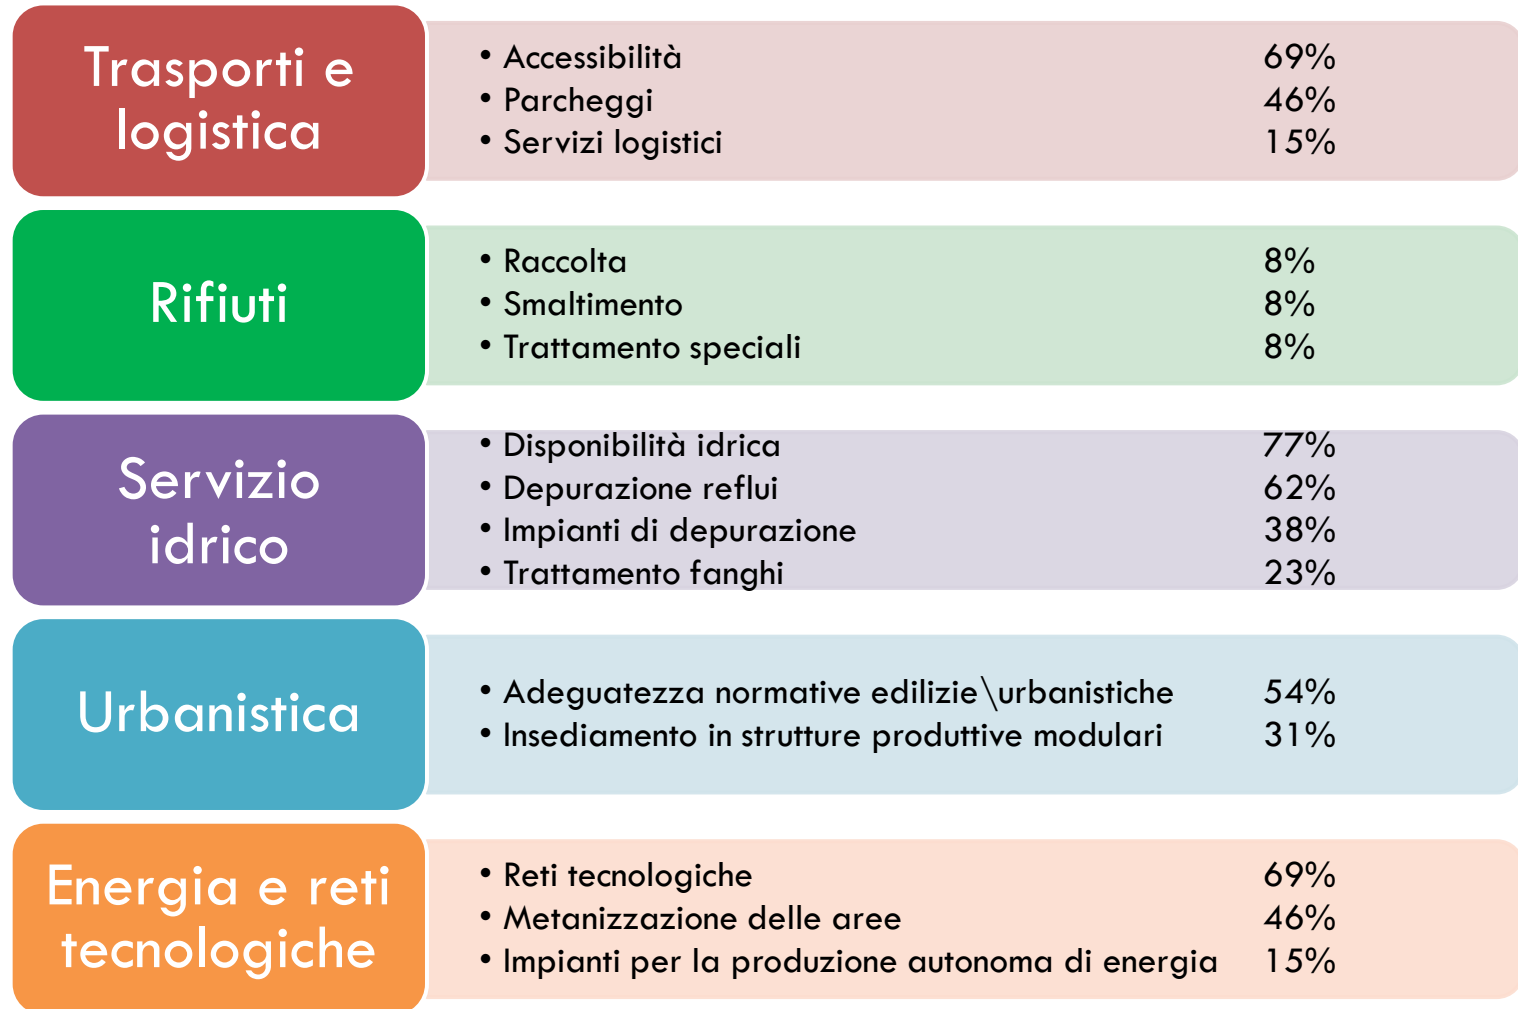 Trasporti e
logistica
• Accessibilità 69%
• Parcheggi 46%
• Servizi logistici 15%
Rifiuti
• Raccolta 8%
• Smaltimento 8%
• Trattamento speciali 8%
Servizio
idrico
• Disponibilità idrica 77%
• Depurazione reflui 62%
• Impianti di depurazione 38%
• Trattamento fanghi 23%
Urbanistica
• Adeguatezza normative edilizie\urbanistiche 54%
• Insediamento in strutture produttive modulari 31%
Energia e reti
tecnologiche
• Reti tecnologiche 69%
• Metanizzazione delle aree 46%
• Impianti per la produzione autonoma di energia 15%